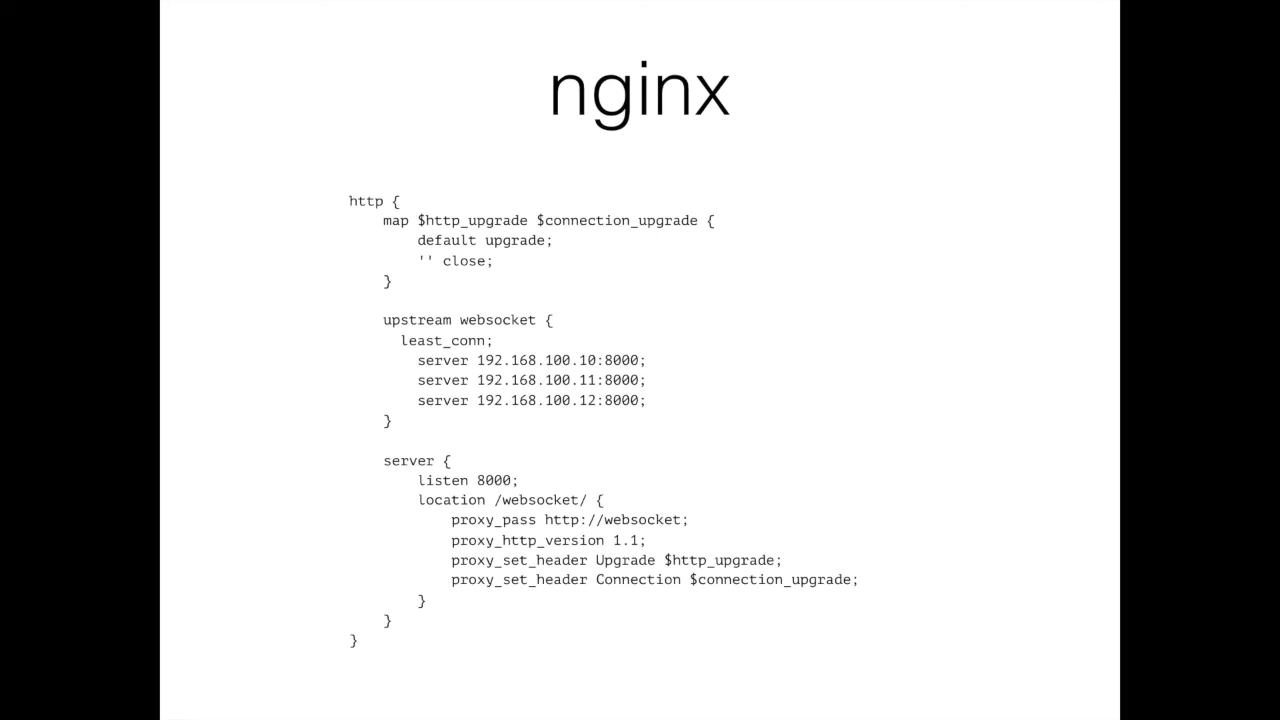 nginx
http {
    map $http_upgrade $connection_upgrade {
        default upgrade;
        '' close;
    }
    upstream websocket {
      least_conn;
        server 192.168.100.10:8000;
        server 192.168.100.11:8000;
        server 192.168.100.12:8000;
    }
    server {
        listen 8000;
        location /websocket/ {
            proxy_pass http://websocket;
            proxy_http_version 1.1;
            proxy_set_header Upgrade $http_upgrade;
            proxy_set_header Connection $connection_upgrade;
        }
    }
}